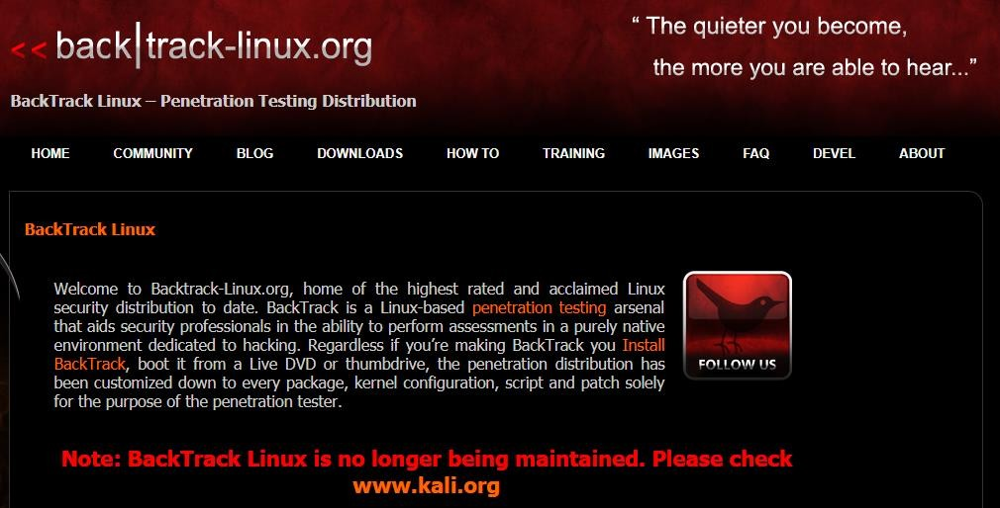 << back|track-linux.org
“ The quieter you become,
the more you are able to hear...”
BackTrack Linux – Penetration Testing Distribution
HOME COMMUNITY BLOG DOWNLOADS HOW TO TRAINING IMAGES FAQ DEVEL ABOUT
BackTrack Linux
Welcome to Backtrack-Linux.org, home of the highest rated and acclaimed Linux
security distribution to date. BackTrack is a Linux-based penetration testing arsenal
that aids security professionals in the ability to perform assessments in a purely native
environment dedicated to hacking. Regardless if you’re making BackTrack you Install
BackTrack, boot it from a Live DVD or thumbdrive, the penetration distribution has
been customized down to every package, kernel configuration, script and patch solely
for the purpose of the penetration tester.
FOLLOW US
Note: BackTrack Linux is no longer being maintained. Please check
www.kali.org